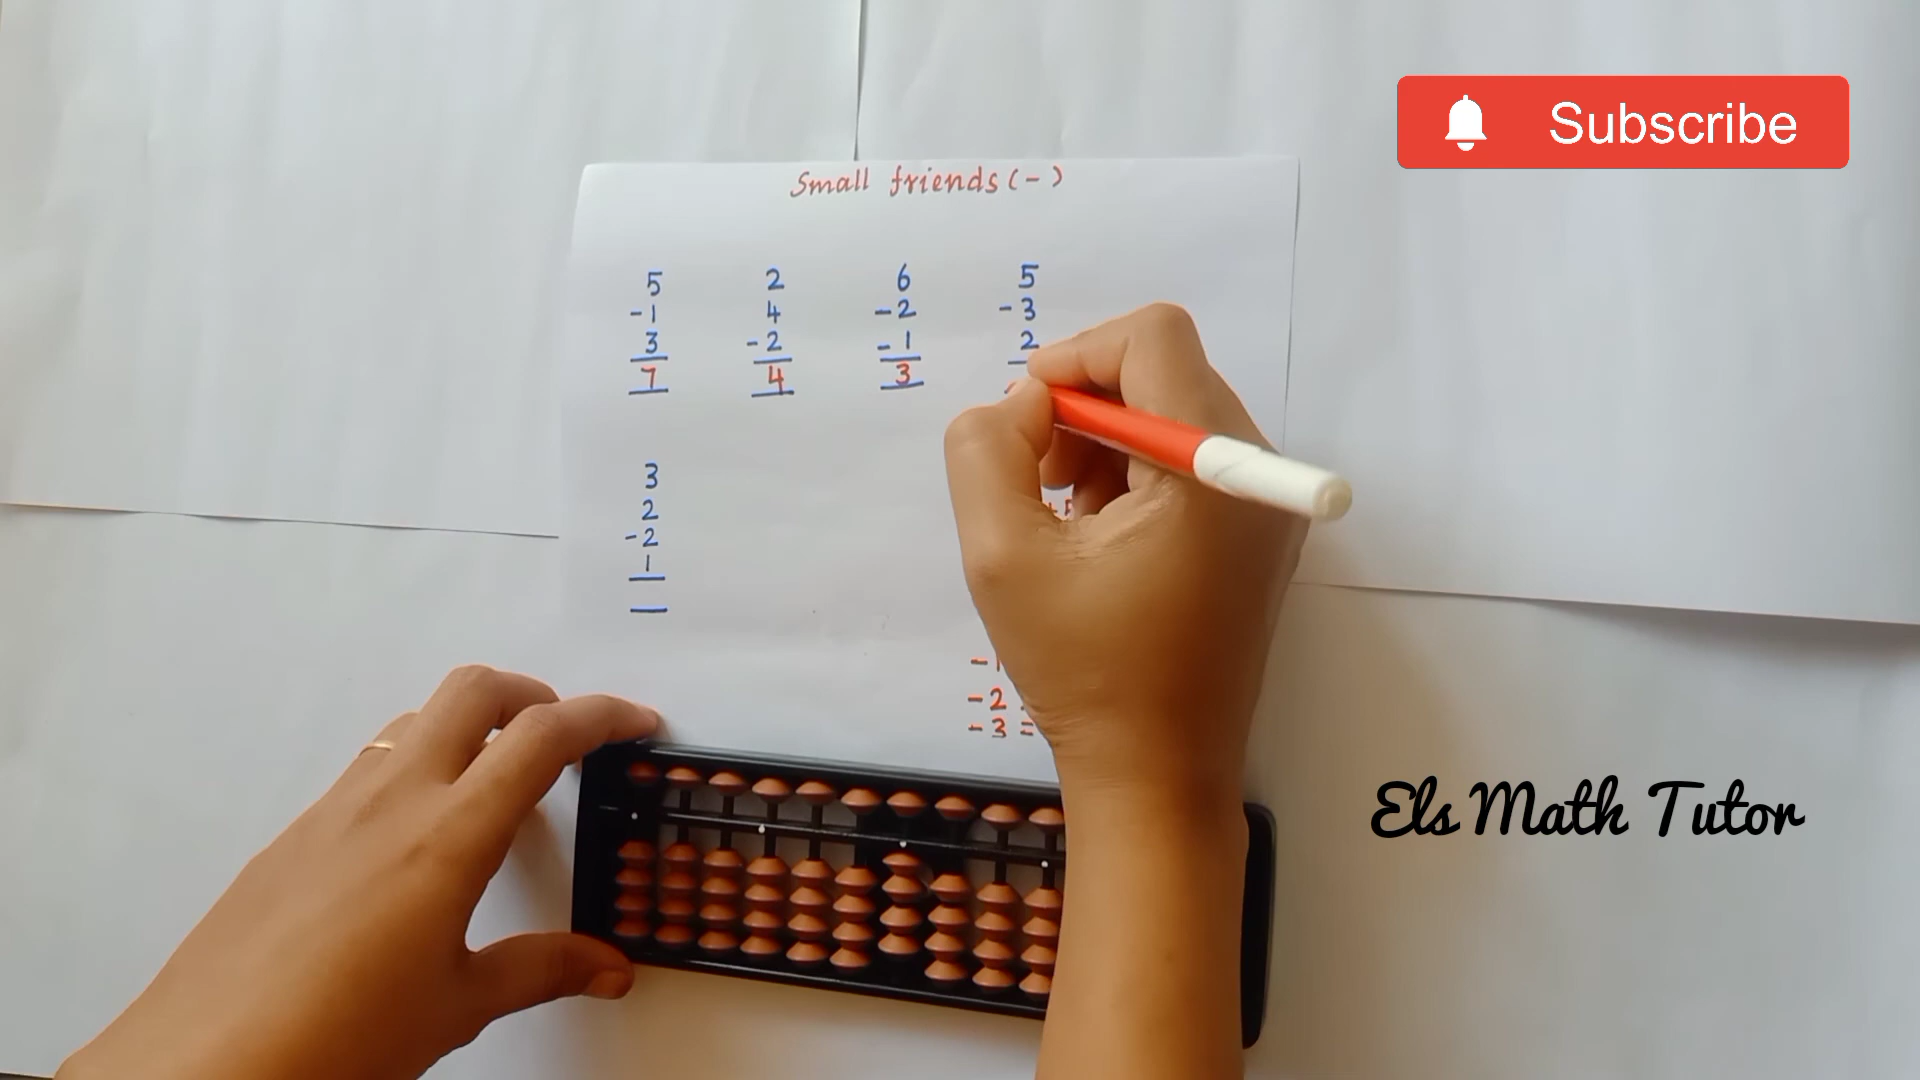 Subscribe
Small friends (-)
5 2 6 5
-1 4 -2 -3
3 -2 -1 2
7 4 3
3
2
-2
1
-1
-2
-3 =
Els Math Tutor